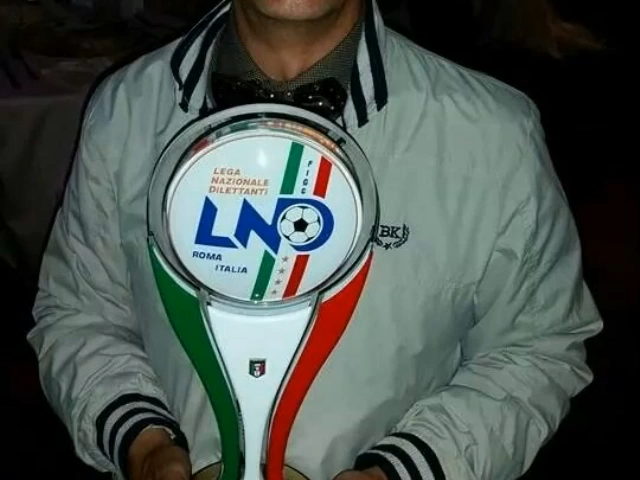 LEGA
NAZIONALE
DILETTANTI
FIGC
LND
ROMA
ITALIA
BK